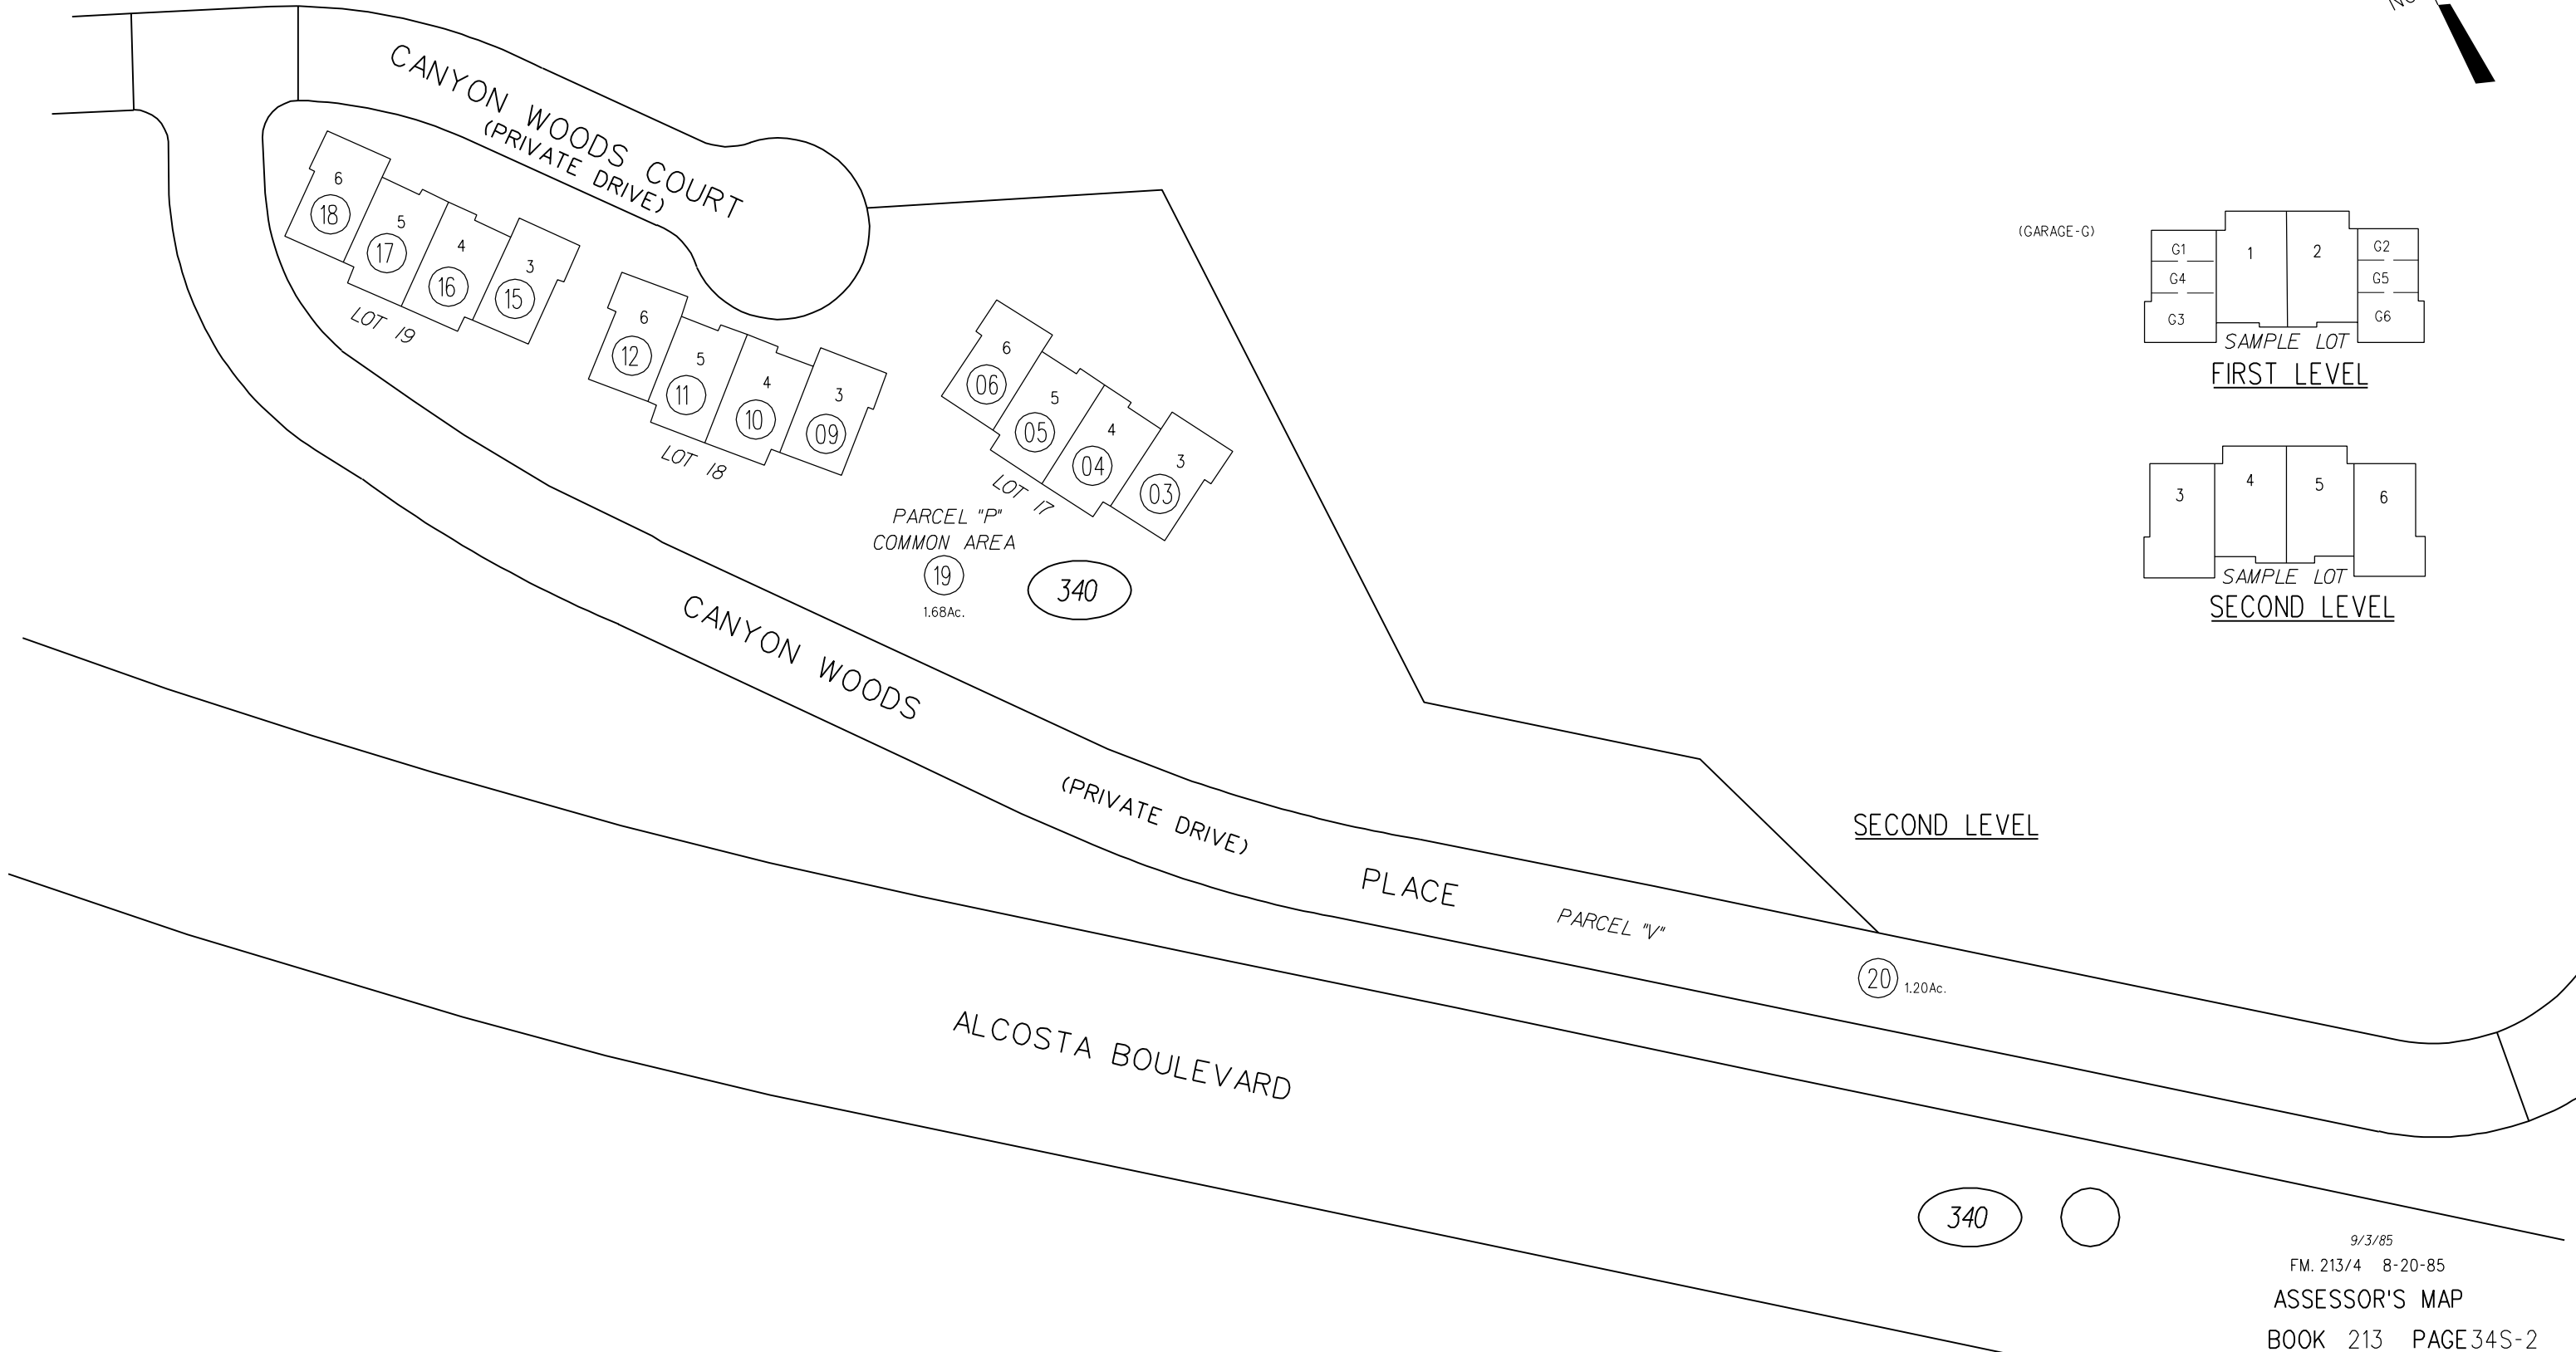 CANYON WOODS COURT
(PRIVATE DRIVE)
6
18
5
17
4
16
3
15
LOT 19
6
12
5
11
4
10
3
09
LOT 18
6
06
5
05
4
04
3
03
LOT 17
PARCEL "P"
COMMON AREA
19
1.68Ac.
340
(GARAGE-G)
G1
G4
G3
1
2
G2
G5
G6
SAMPLE LOT
FIRST LEVEL
3
4
5
6
SAMPLE LOT
SECOND LEVEL
CANYON WOODS
(PRIVATE DRIVE)
PLACE
PARCEL "V"
SECOND LEVEL
20
1.20Ac.
ALCOSTA BOULEVARD
340
9/3/85
FM. 213/4 8-20-85
ASSESSOR'S MAP
BOOK 213 PAGE34S-2